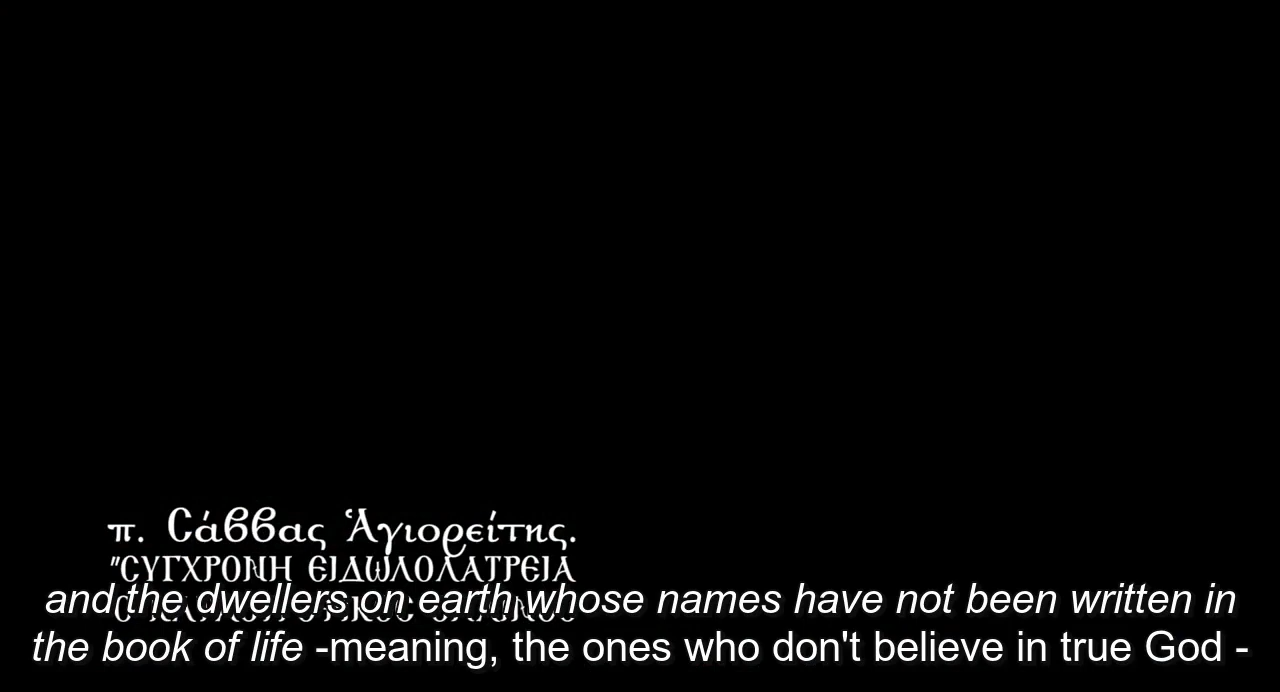 π. Σάββας Ἁγιορείτης.
"ΣΥΓΧΡΟΝΗ ΕΙΔΩΛΟΛΑΤΡΕΙΑ
and the dwellers on earth whose names have not been written in
the book of life -meaning, the ones who don't believe in true God -